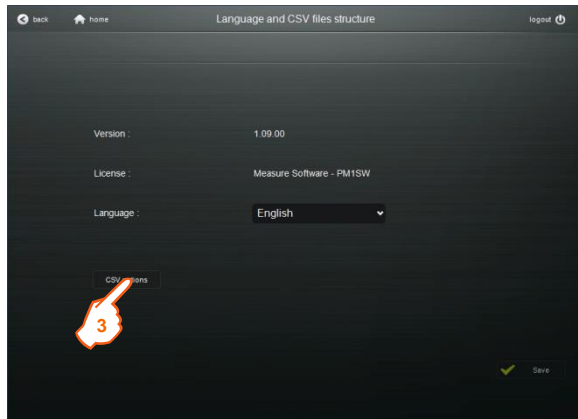 back home Language and CSV files structure logout
Version : 1.09.00
License : Measure Software - PM1SW
Language : English
CSV
3
Save